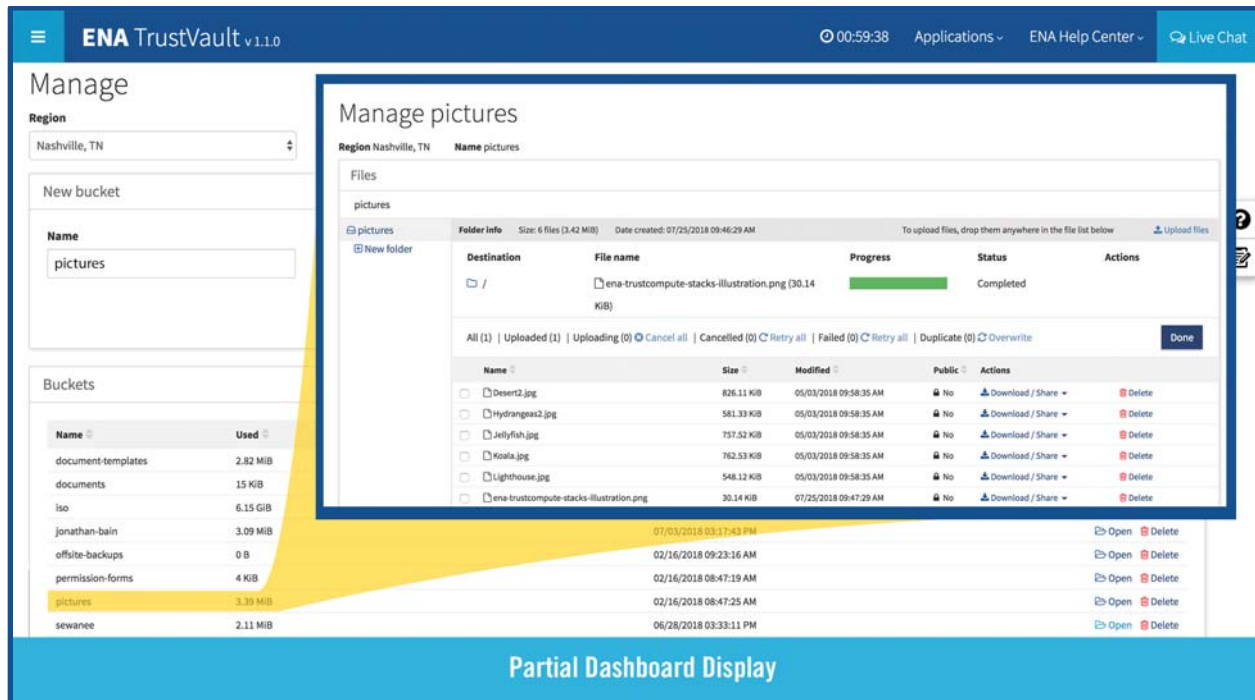 ENA TrustVault v 1.1.0
00:59:38 Applications ENA Help Center Live Chat
Manage
Region
Nashville, TN
New bucket
Name
pictures
Buckets
Name Used
document-templates 2.82 MiB
documents 15 KiB
iso 6.15 GiB
jonathan-bain 3.09 MiB 07/03/2018 03:17:43 PM Open Delete
offsite-backups 0 B 02/16/2018 09:23:16 AM Open Delete
permission-forms 4 KiB 02/16/2018 08:47:19 AM Open Delete
pictures 3.39 MiB 02/16/2018 08:47:25 AM Open Delete
sewanee 2.11 MiB 06/28/2018 03:33:11 PM Open Delete
Manage pictures
Region Nashville, TN Name pictures
Files
pictures
pictures
New folder
Folder info Size: 6 files (3.42 MiB) Date created: 07/25/2018 09:46:29 AM To upload files, drop them anywhere in the file list below Upload files
Destination File name Progress Status Actions
/ ena-trustcompute-stacks-illustration.png (30.14 Completed
KiB)
All (1) | Uploaded (1) | Uploading (0) Cancel all | Cancelled (0) Retry all | Failed (0) Retry all | Duplicate (0) Overwrite Done
Name Size Modified Public Actions
Desert2.jpg 826.11 KiB 05/03/2018 09:58:35 AM No Download / Share Delete
Hydrangeas2.jpg 581.33 KiB 05/03/2018 09:58:35 AM No Download / Share Delete
Jellyfish.jpg 757.52 KiB 05/03/2018 09:58:35 AM No Download / Share Delete
Koala.jpg 762.53 KiB 05/03/2018 09:58:35 AM No Download / Share Delete
Lighthouse.jpg 548.12 KiB 05/03/2018 09:58:35 AM No Download / Share Delete
ena-trustcompute-stacks-illustration.png 30.14 KiB 07/25/2018 09:47:29 AM No Download / Share Delete
Partial Dashboard Display